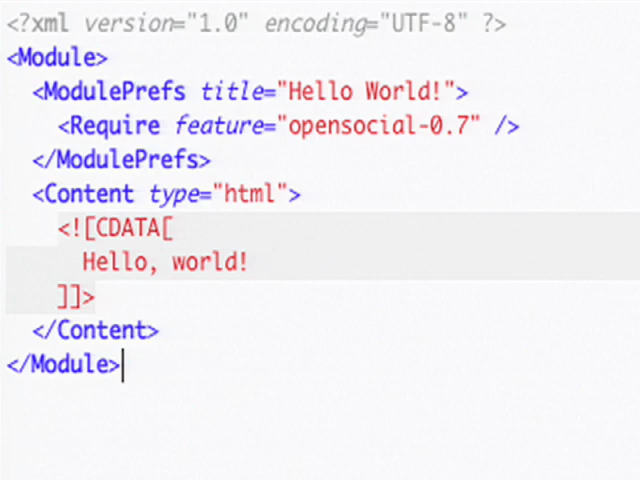 <?xml version="1.0" encoding="UTF-8" ?>
<Module>
  <ModulePrefs title="Hello World!">
    <Require feature="opensocial-0.7" />
  </ModulePrefs>
  <Content type="html">
    <![CDATA[
      Hello, world!
    ]]>
  </Content>
</Module>